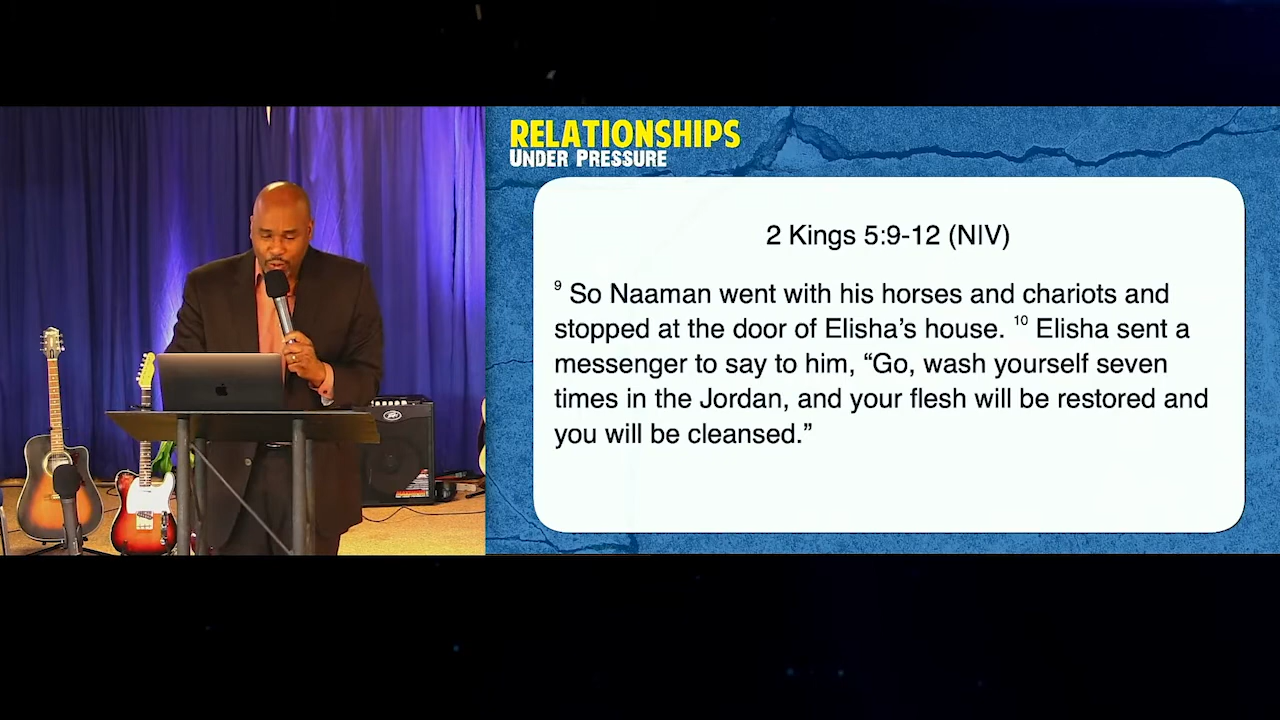 RELATIONSHIPS
UNDER PRESSURE
2 Kings 5:9-12 (NIV)
⁹ So Naaman went with his horses and chariots and
stopped at the door of Elisha’s house. ¹⁰ Elisha sent a
messenger to say to him, “Go, wash yourself seven
times in the Jordan, and your flesh will be restored and
you will be cleansed.”